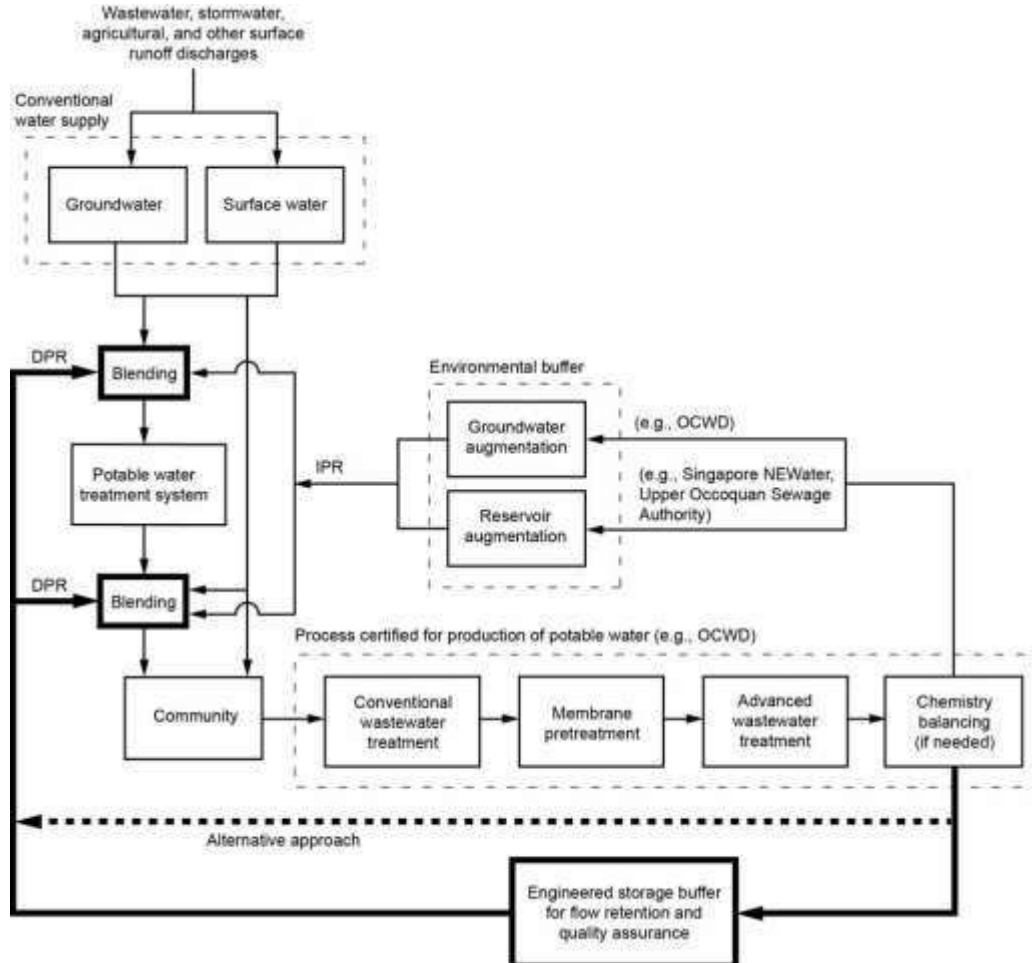 Wastewater, stormwater,
agricultural, and other surface
runoff discharges
Conventional
water supply
Groundwater
Surface water
DPR
Blending
Environmental buffer
Groundwater
augmentation
(e.g., OCWD)
Potable water
treatment system
IPR
(e.g., Singapore NEWater,
Upper Occoquan Sewage
Authority)
Reservoir
augmentation
DPR
Blending
Process certified for production of potable water (e.g., OCWD)
Community
Conventional
wastewater
treatment
Membrane
pretreatment
Advanced
wastewater
treatment
Chemistry
balancing
(if needed)
Alternative approach
Engineered storage buffer
for flow retention and
quality assurance